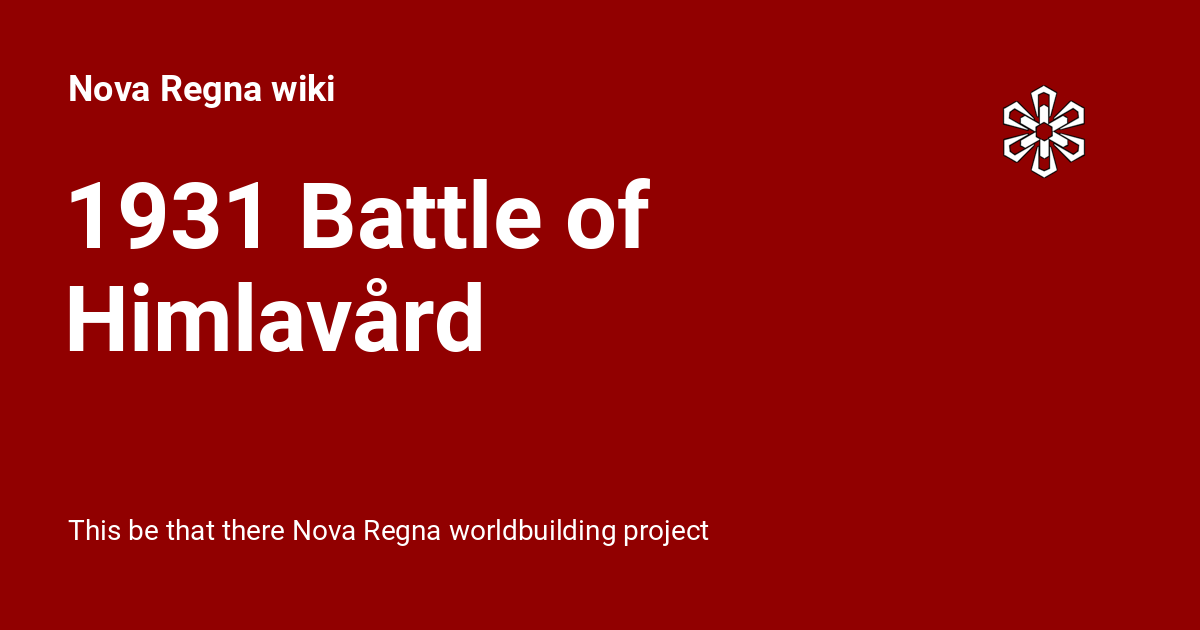 Nova Regna wiki
1931 Battle of
Himlavård
This be that there Nova Regna worldbuilding project